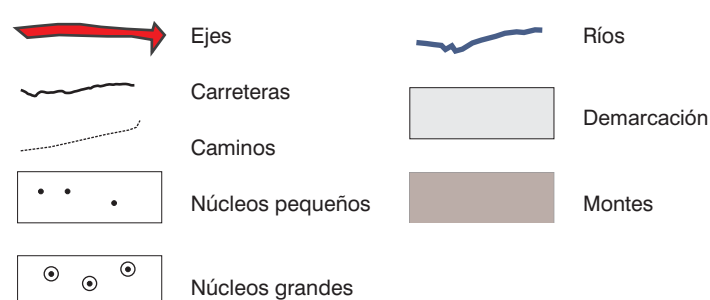 Ejes
Carreteras
Caminos
Núcleos pequeños
Núcleos grandes
Ríos
Demarcación
Montes